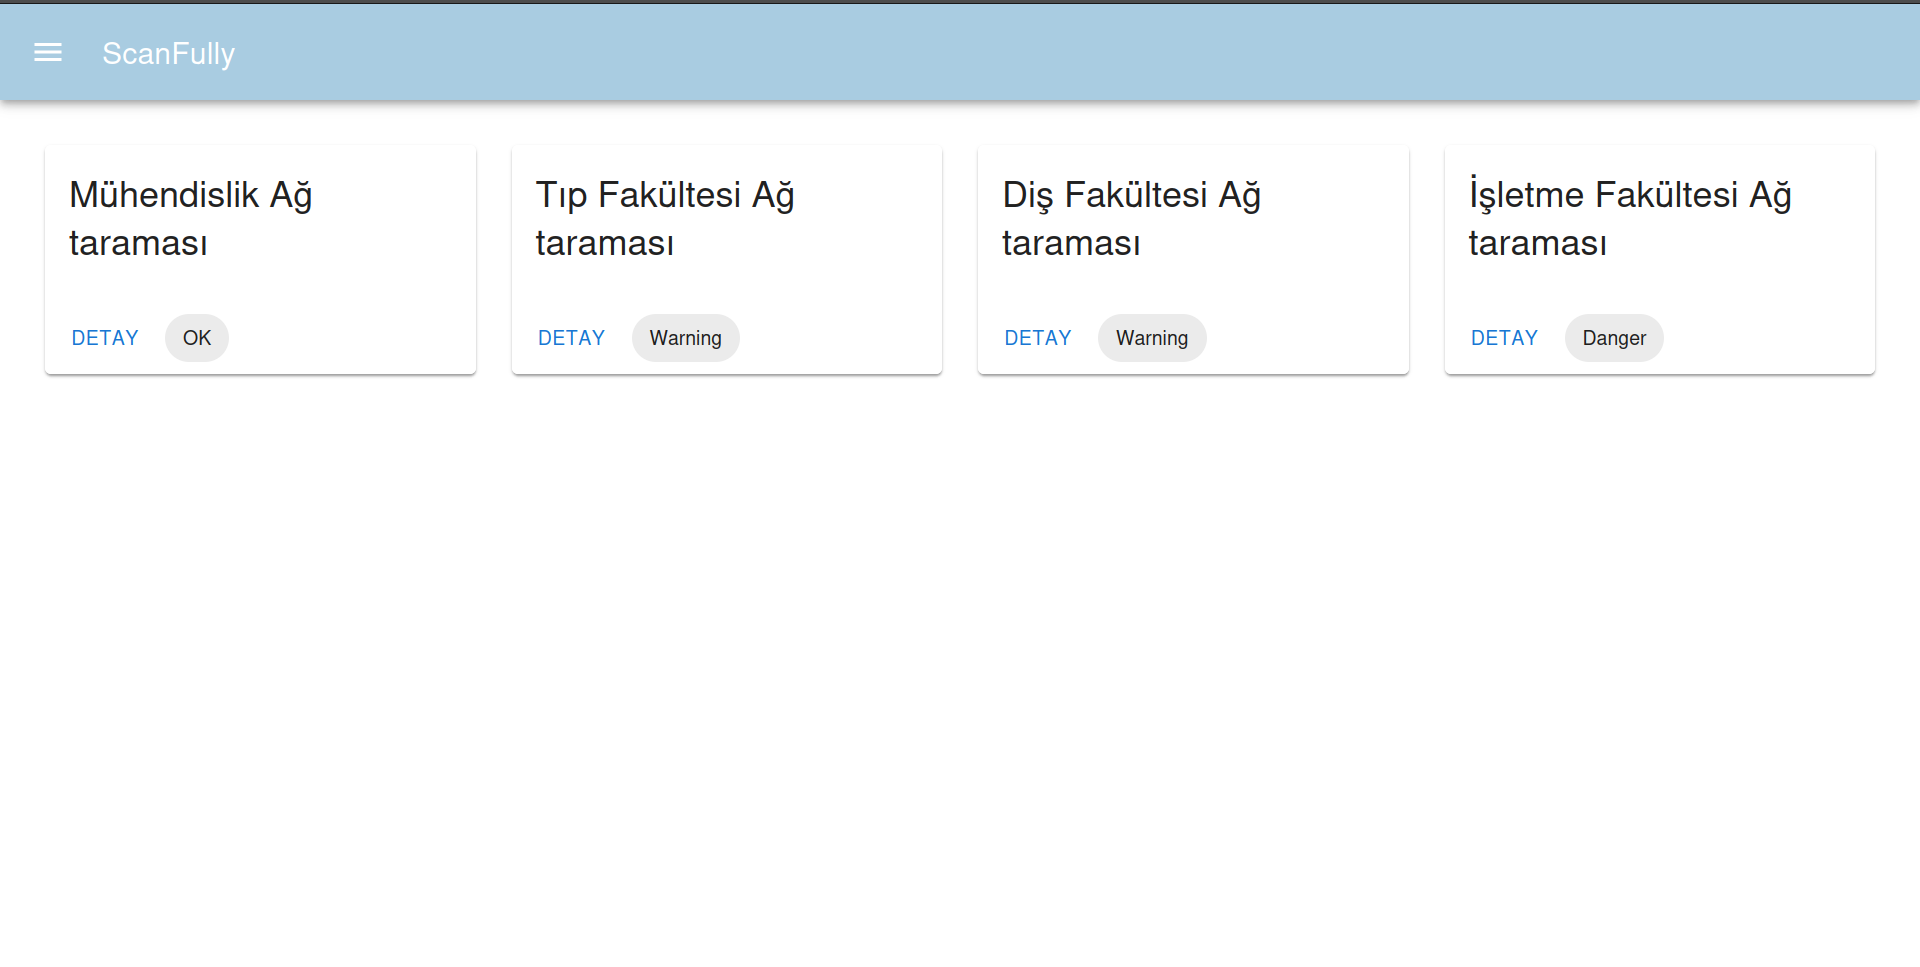 ScanFully
Mühendislik Ağ
taraması
DETAY OK
Tıp Fakültesi Ağ
taraması
DETAY Warning
Diş Fakültesi Ağ
taraması
DETAY Warning
İşletme Fakültesi Ağ
taraması
DETAY Danger